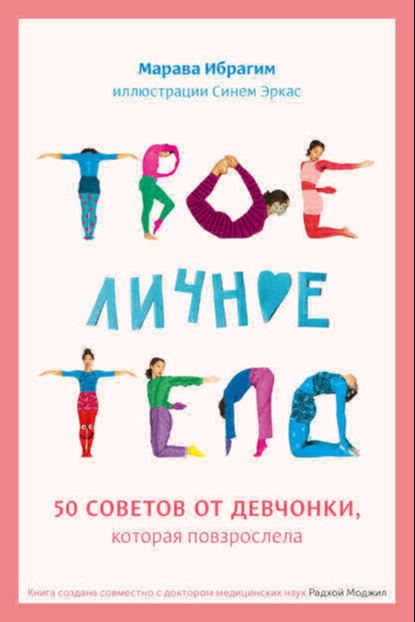 Марава Ибрагим
иллюстрации Синем Эркас
ТВОЕ
ЛИЧНОЕ
ТЕЛО
50 СОВЕТОВ ОТ ДЕВЧОНКИ,
которая повзрослела
Книга создана совместно с доктором медицинских наук Радхой Моджил